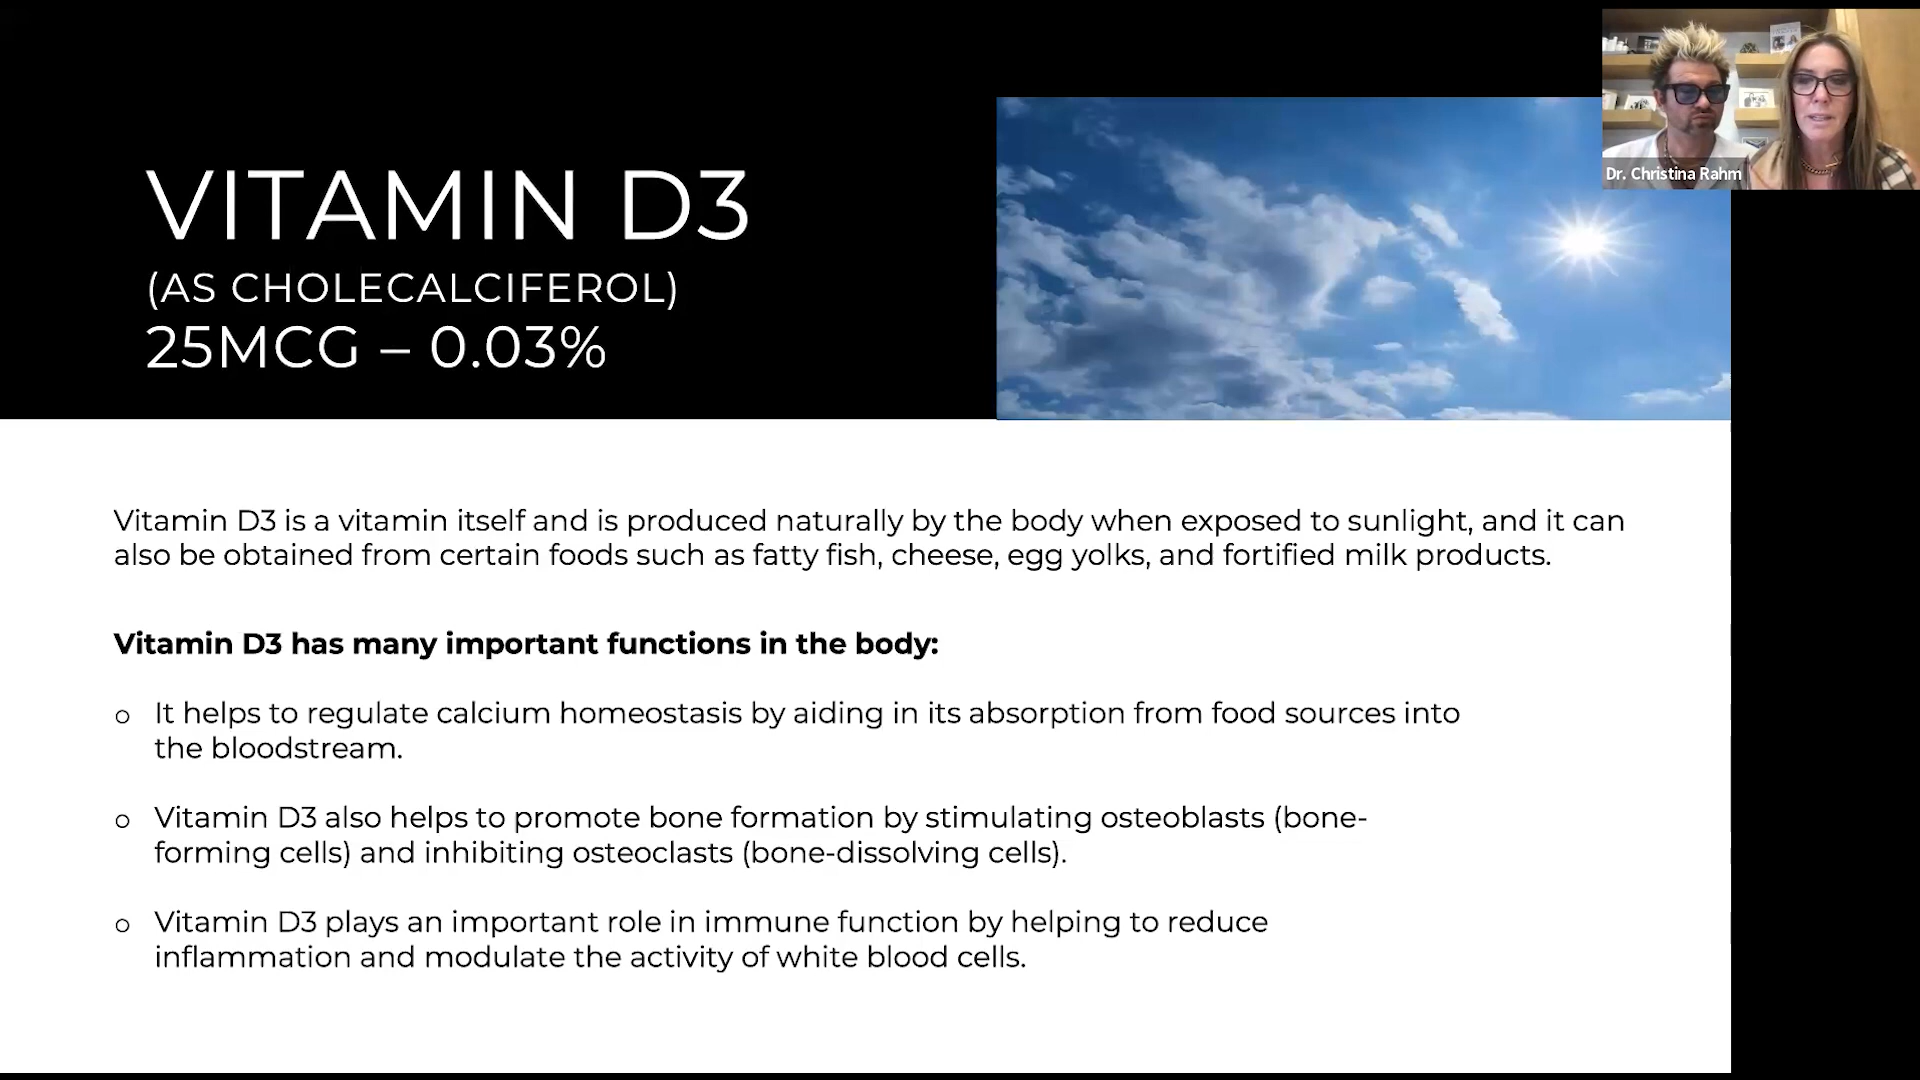 Dr. Christina Rahm
VITAMIN D3
(AS CHOLECALCIFEROL)
25MCG – 0.03%
Vitamin D3 is a vitamin itself and is produced naturally by the body when exposed to sunlight, and it can
also be obtained from certain foods such as fatty fish, cheese, egg yolks, and fortified milk products.
Vitamin D3 has many important functions in the body:
o It helps to regulate calcium homeostasis by aiding in its absorption from food sources into
the bloodstream.
o Vitamin D3 also helps to promote bone formation by stimulating osteoblasts (bone-
forming cells) and inhibiting osteoclasts (bone-dissolving cells).
o Vitamin D3 plays an important role in immune function by helping to reduce
inflammation and modulate the activity of white blood cells.